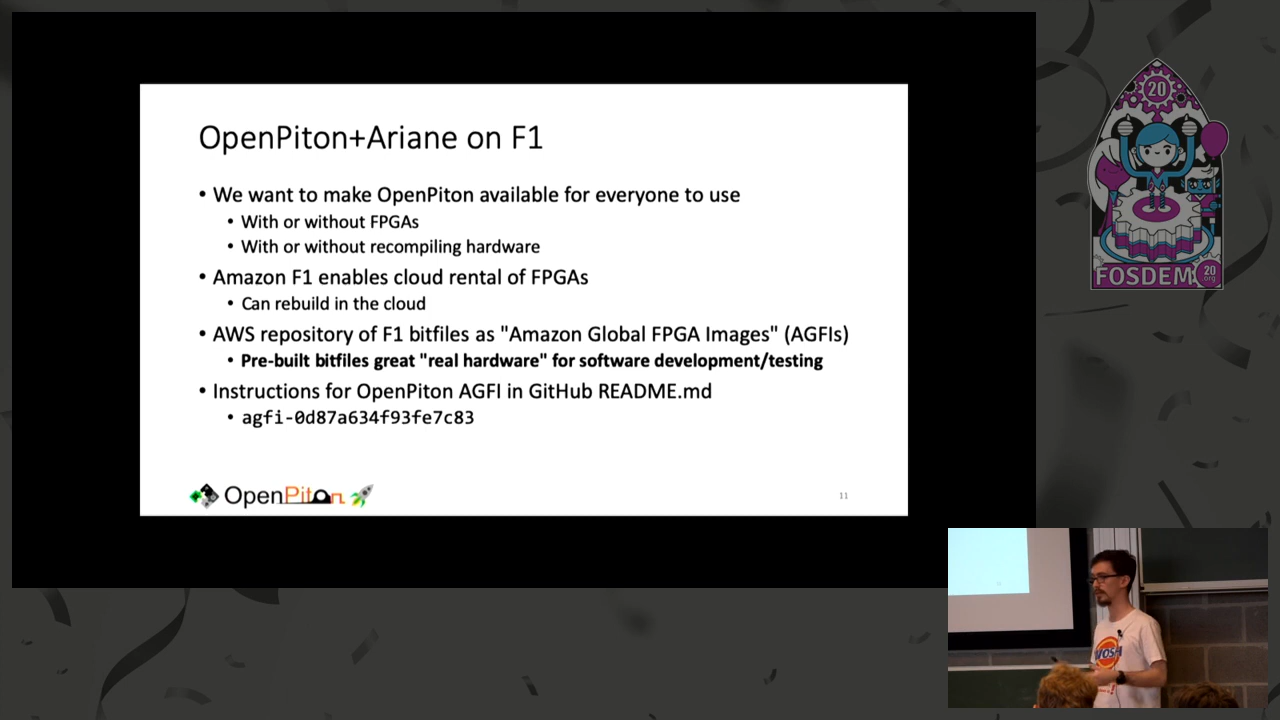 OpenPiton+Ariane on F1
• We want to make OpenPiton available for everyone to use
• With or without FPGAs
• With or without recompiling hardware
• Amazon F1 enables cloud rental of FPGAs
• Can rebuild in the cloud
• AWS repository of F1 bitfiles as "Amazon Global FPGA Images" (AGFIs)
• Pre-built bitfiles great "real hardware" for software development/testing
• Instructions for OpenPiton AGFI in GitHub README.md
• agfi-0d87a634f93fe7c83
OpenPiton
11
20
FOSDEM
20
.org